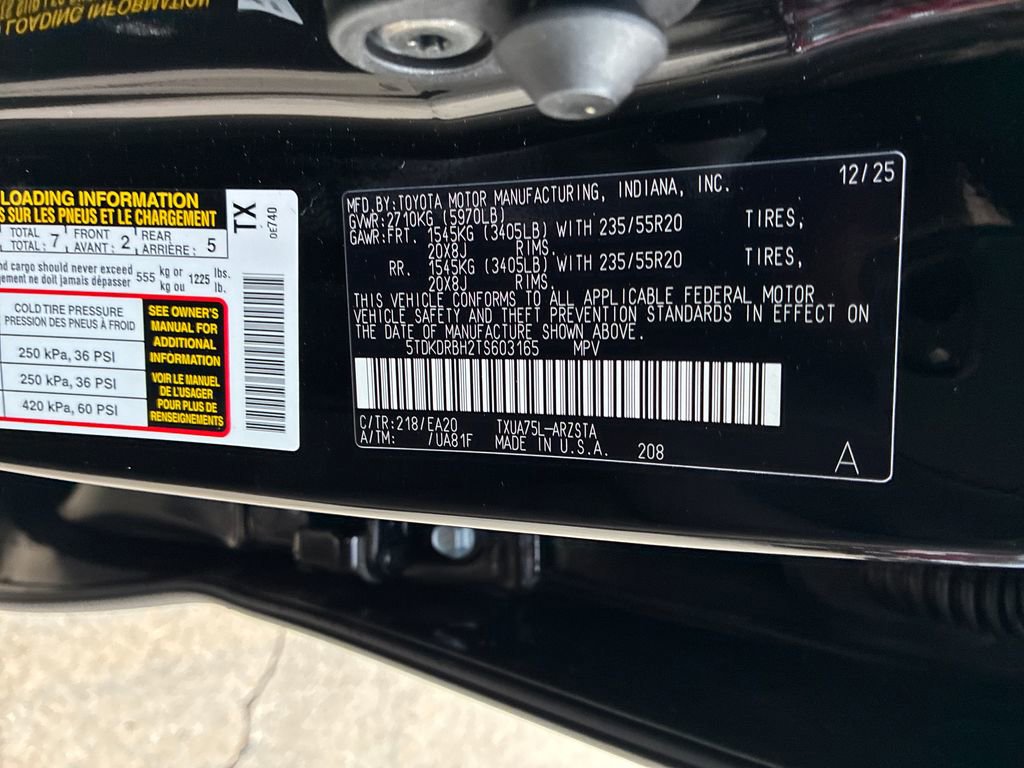 LOADING INFORMATION
LOADING INFORMATION
S SUR LES PNEUS ET LE CHARGEMENT
TOTAL 7 FRONT 2 REAR 5
TOTAL: AVANT: ARRIÈRE:
nd cargo should never exceed 555 kg or 1225 lbs.
gement ne doit jamais dépasser kg ou lb.
COLD TIRE PRESSURE
PRESSION DES PNEUS À FROID
250 kPa, 36 PSI
250 kPa, 36 PSI
420 kPa, 60 PSI
SEE OWNER'S
MANUAL FOR
ADDITIONAL
INFORMATION
VOIR LE MANUEL
DE L'USAGER
POUR PLUS DE
RENSEIGNEMENTS
TX
0E740
12/25
MFD.BY:TOYOTA MOTOR MANUFACTURING, INDIANA, INC.
GVWR:2710KG (5970LB)
GAWR:FRT. 1545KG (3405LB) WITH 235/55R20 TIRES,
20X8J RIMS.
RR. 1545KG (3405LB) WITH 235/55R20 TIRES,
20X8J RIMS.
THIS VEHICLE CONFORMS TO ALL APPLICABLE FEDERAL MOTOR
VEHICLE SAFETY AND THEFT PREVENTION STANDARDS IN EFFECT ON
THE DATE OF MANUFACTURE SHOWN ABOVE.
5TDKDRBH2TS603165 MPV
C/TR:218/EA20 TXUA75L-ARZSTA
A/TM: /UA81F MADE IN U.S.A. 208
A